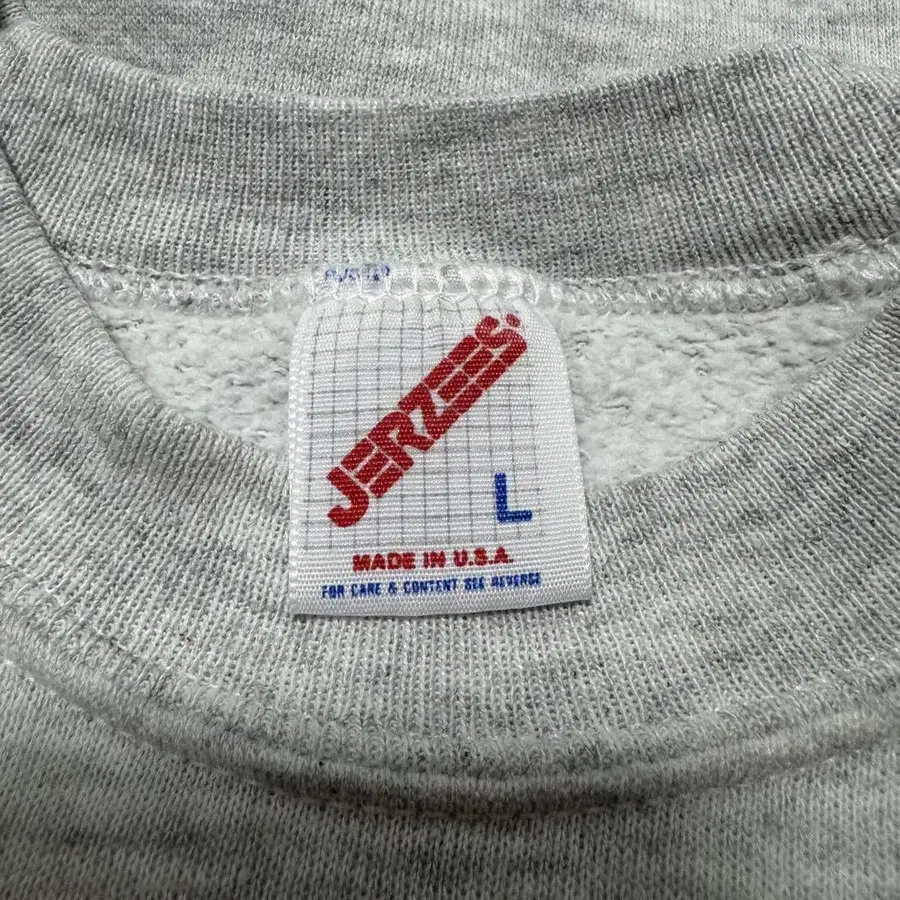 JERZEES
L
MADE IN U.S.A.
FOR CARE & CONTENT SEE REVERSE